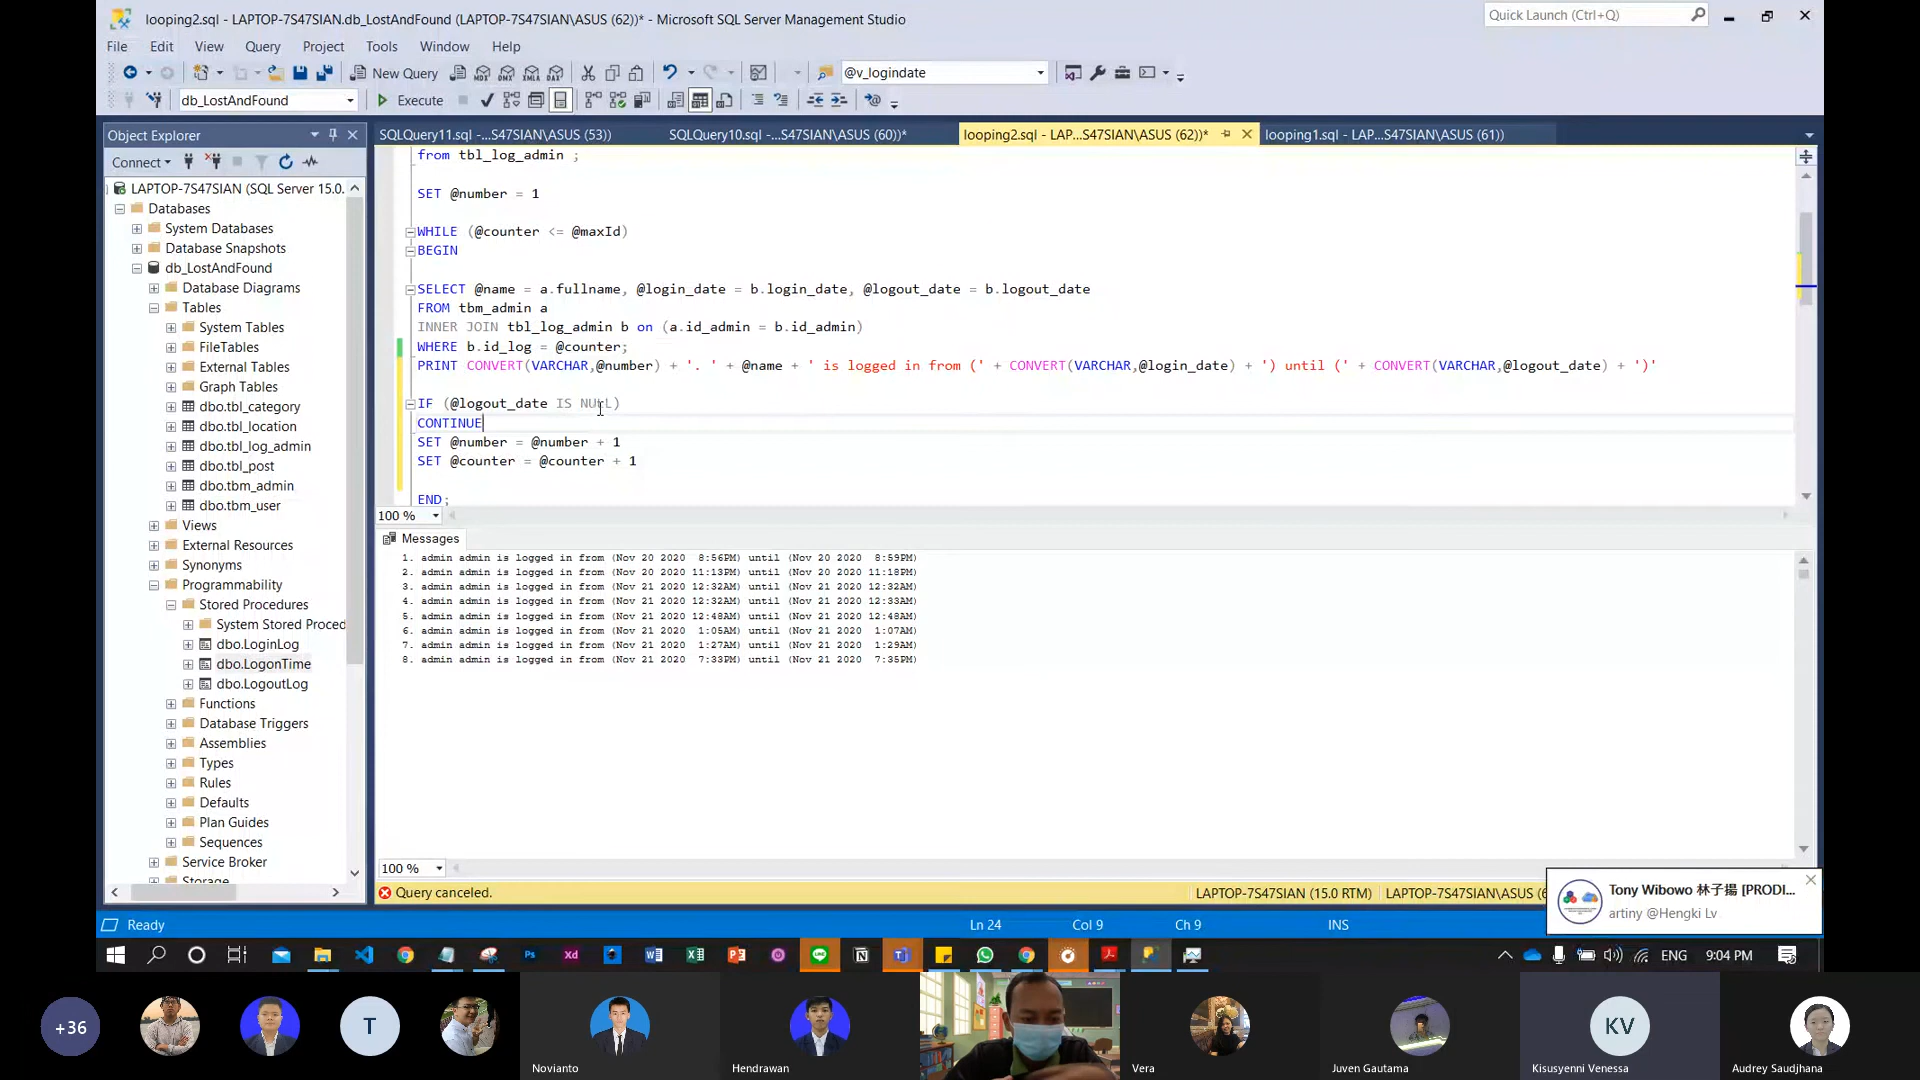 looping2.sql - LAPTOP-7S47SIAN.db_LostAndFound (LAPTOP-7S47SIAN\ASUS (62))* - Microsoft SQL Server Management Studio
Quick Launch (Ctrl+Q)
File Edit View Query Project Tools Window Help
New Query
MDX DMX XMLA DAX
@v_logindate
db_LostAndFound
Execute
Object Explorer
SQLQuery11.sql -...S47SIAN\ASUS (53))
SQLQuery10.sql -...S47SIAN\ASUS (60))*
looping2.sql - LAP...S47SIAN\ASUS (62))*
looping1.sql - LAP...S47SIAN\ASUS (61))
Connect
LAPTOP-7S47SIAN (SQL Server 15.0.
Databases
System Databases
Database Snapshots
db_LostAndFound
Database Diagrams
Tables
System Tables
FileTables
External Tables
Graph Tables
dbo.tbl_category
dbo.tbl_location
dbo.tbl_log_admin
dbo.tbl_post
dbo.tbm_admin
dbo.tbm_user
Views
External Resources
Synonyms
Programmability
Stored Procedures
System Stored Proced
dbo.LoginLog
dbo.LogonTime
dbo.LogoutLog
Functions
Database Triggers
Assemblies
Types
Rules
Defaults
Plan Guides
Sequences
Service Broker
Storage
from tbl_log_admin ;
SET @number = 1
WHILE (@counter <= @maxId)
BEGIN
SELECT @name = a.fullname, @login_date = b.login_date, @logout_date = b.logout_date
FROM tbm_admin a
INNER JOIN tbl_log_admin b on (a.id_admin = b.id_admin)
WHERE b.id_log = @counter;
PRINT CONVERT(VARCHAR,@number) + '. ' + @name + ' is logged in from (' + CONVERT(VARCHAR,@login_date) + ') until (' + CONVERT(VARCHAR,@logout_date) + ')'
IF (@logout_date IS NULL)
CONTINUE
SET @number = @number + 1
SET @counter = @counter + 1
END;
100 %
Messages
1. admin admin is logged in from (Nov 20 2020  8:56PM) until (Nov 20 2020  8:59PM)
2. admin admin is logged in from (Nov 20 2020 11:13PM) until (Nov 20 2020 11:18PM)
3. admin admin is logged in from (Nov 21 2020 12:32AM) until (Nov 21 2020 12:32AM)
4. admin admin is logged in from (Nov 21 2020 12:32AM) until (Nov 21 2020 12:33AM)
5. admin admin is logged in from (Nov 21 2020 12:48AM) until (Nov 21 2020 12:48AM)
6. admin admin is logged in from (Nov 21 2020  1:05AM) until (Nov 21 2020  1:07AM)
7. admin admin is logged in from (Nov 21 2020  1:27AM) until (Nov 21 2020  1:29AM)
8. admin admin is logged in from (Nov 21 2020  7:33PM) until (Nov 21 2020  7:35PM)
100 %
Query canceled.
LAPTOP-7S47SIAN (15.0 RTM)
LAPTOP-7S47SIAN\ASUS (6
Tony Wibowo 林子揚 [PRODI...
artiny @Hengki Lv
Ready
Ln 24
Col 9
Ch 9
INS
Ps
Xd
ENG
9:04 PM
+36
T
KV
Novianto
Hendrawan
Vera
Juven Gautama
Kisusyenni Venessa
Audrey Saudjhana